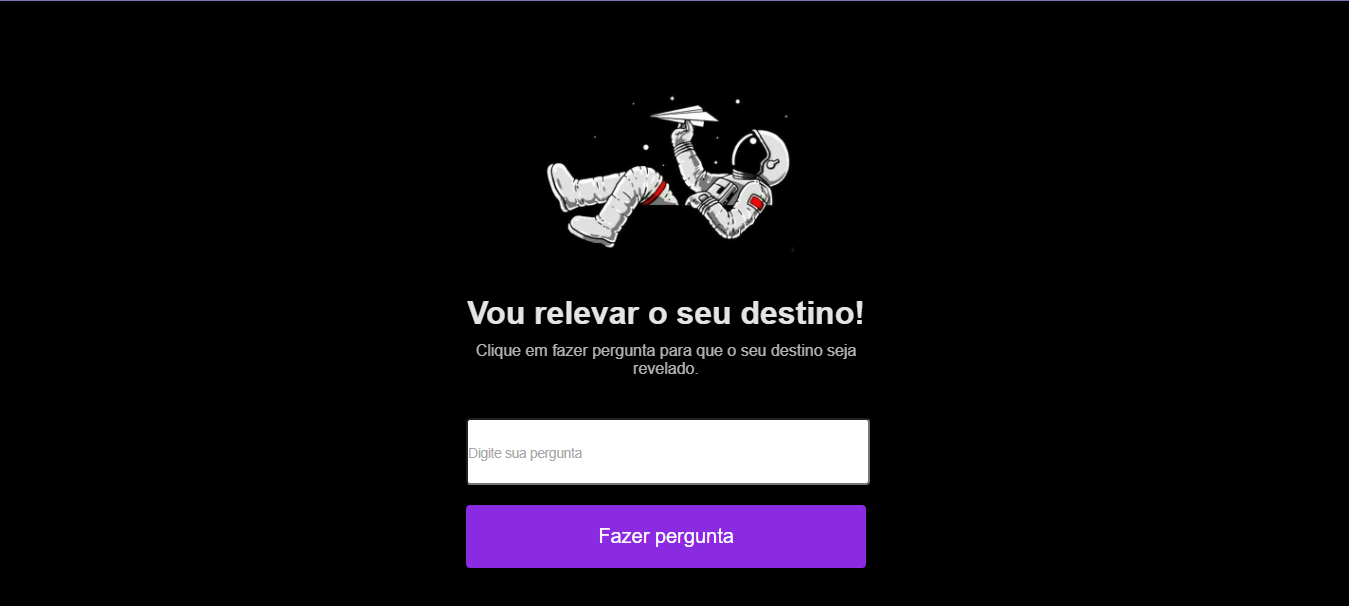 Vou relevar o seu destino!
Clique em fazer pergunta para que o seu destino seja
revelado.
Digite sua pergunta
Fazer pergunta